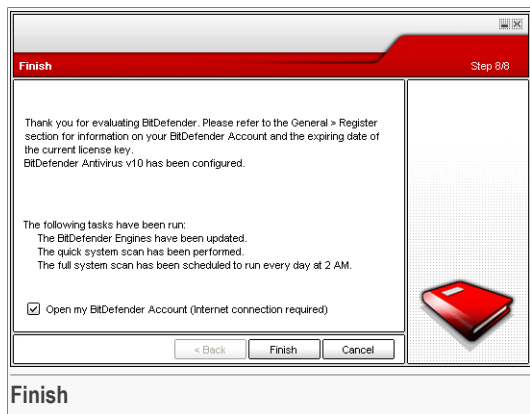 Finish
Step 8/8
Thank you for evaluating BitDefender. Please refer to the General > Register
section for information on your BitDefender Account and the expiring date of
the current license key.
BitDefender Antivirus v10 has been configured.
The following tasks have been run:
The BitDefender Engines have been updated.
The quick system scan has been performed.
The full system scan has been scheduled to run every day at 2 AM.
Open my BitDefender Account (Internet connection required)
< Back
Finish
Cancel
Finish